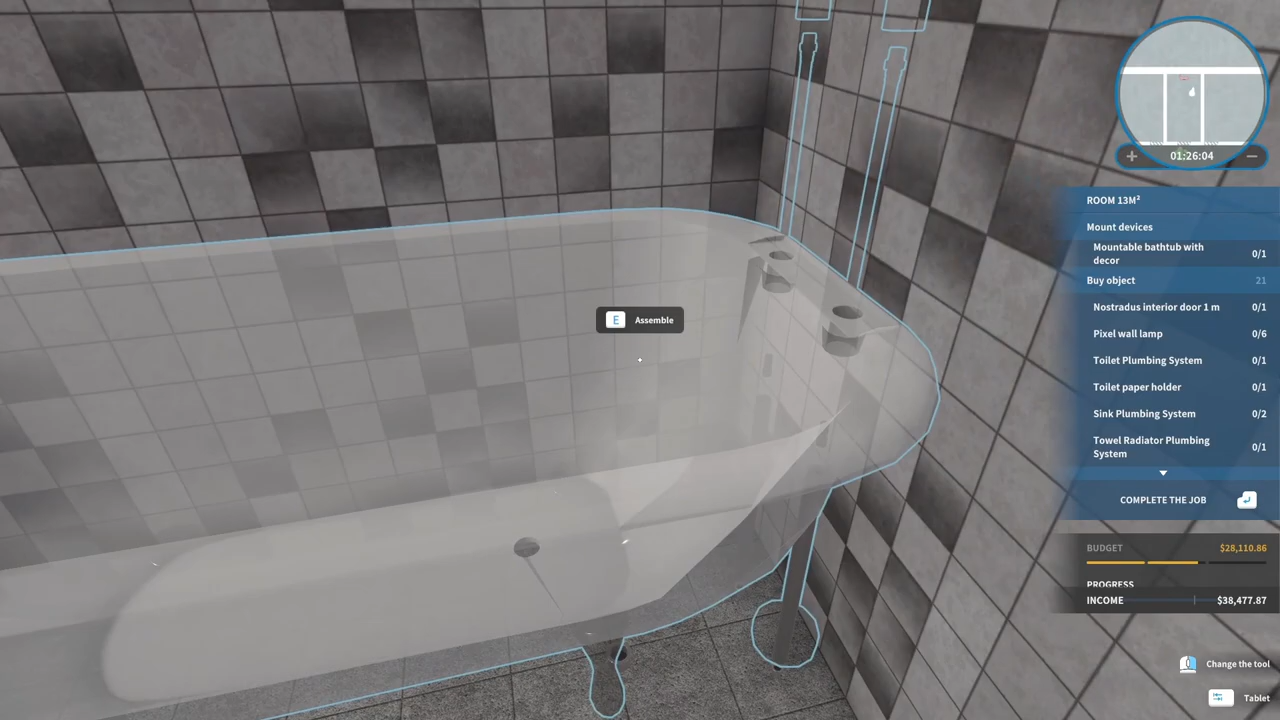 01:26:04
ROOM 13M²
Mount devices
Mountable bathtub with
decor
0/1
Buy object
21
Nostradus interior door 1 m
0/1
Pixel wall lamp
0/6
Toilet Plumbing System
0/1
Toilet paper holder
0/1
Sink Plumbing System
0/2
Towel Radiator Plumbing
System
0/1
COMPLETE THE JOB
BUDGET
$28,110.86
PROGRESS
INCOME
$38,477.87
E Assemble
Change the tool
Tablet